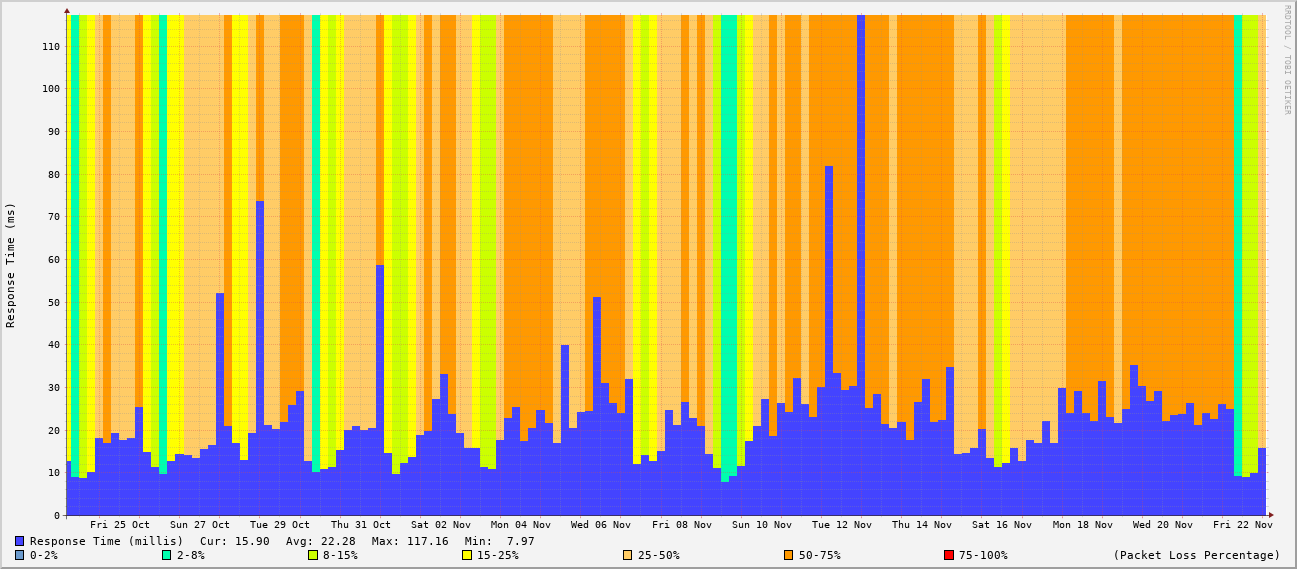 RRDTOOL / TOBI OETIKER
Response Time (ms)
110
100
90
80
70
60
50
40
30
20
10
0
Fri 25 Oct Sun 27 Oct Tue 29 Oct Thu 31 Oct Sat 02 Nov Mon 04 Nov Wed 06 Nov Fri 08 Nov Sun 10 Nov Tue 12 Nov Thu 14 Nov Sat 16 Nov Mon 18 Nov Wed 20 Nov Fri 22 Nov
Response Time (millis) Cur: 15.90 Avg: 22.28 Max: 117.16 Min: 7.97
0-2% 2-8% 8-15% 15-25% 25-50% 50-75% 75-100% (Packet Loss Percentage)